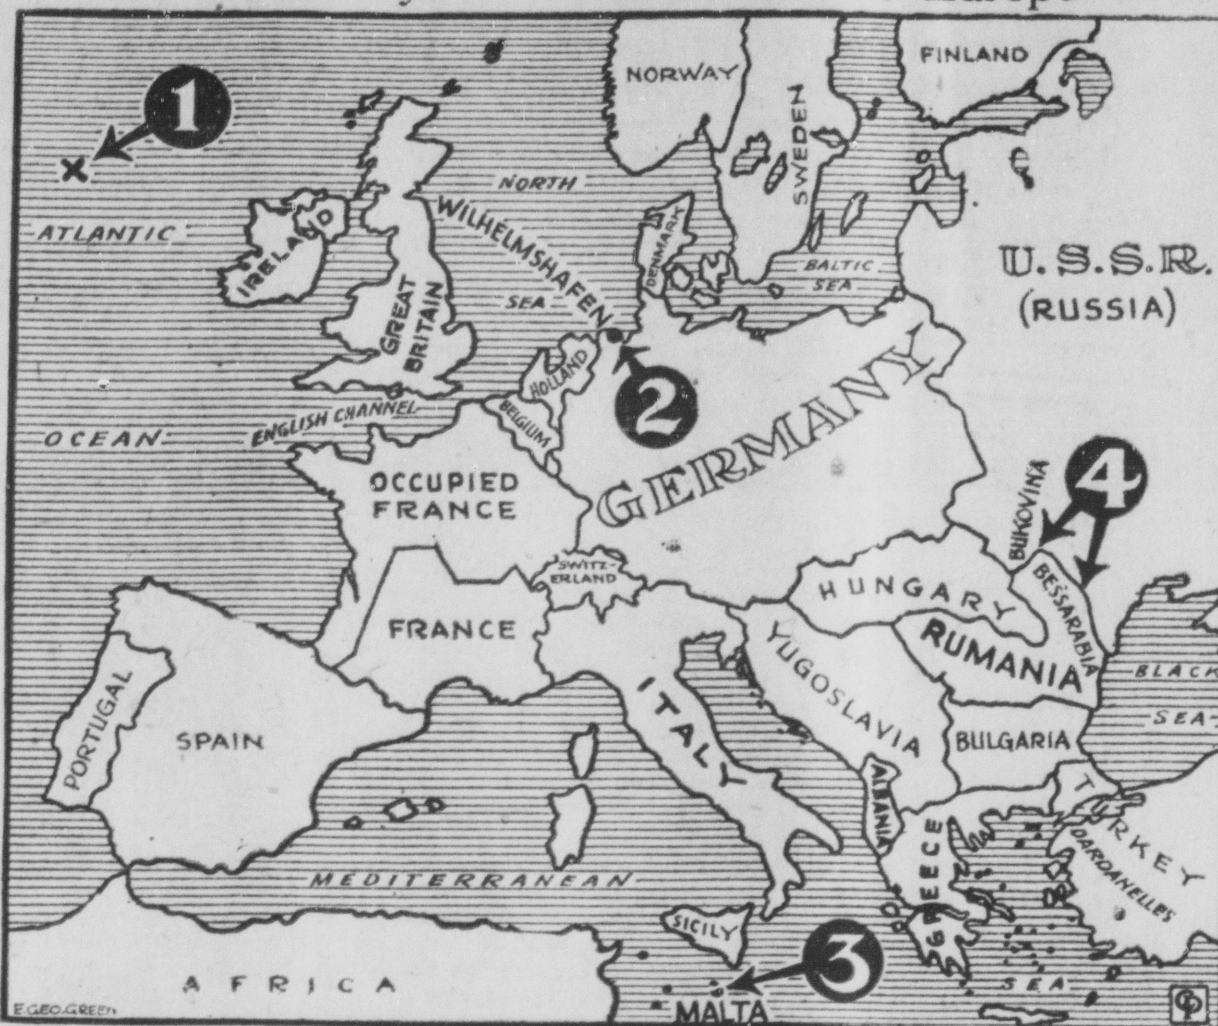 1
NORWAY
FINLAND
SWEDEN
NORTH
SEA
WILHELMSHAFEN
ATLANTIC
OCEAN
IRELAND
GREAT
BRITAIN
DENMARK
BALTIC
SEA
U.S.S.R.
(RUSSIA)
HOLLAND
BELGIUM
2
GERMANY
ENGLISH CHANNEL
OCCUPIED
FRANCE
4
BUKOVINA
BESSARABIA
SWITZ-
ERLAND
HUNGARY
FRANCE
RUMANIA
YUGOSLAVIA
BLACK
SEA
PORTUGAL
SPAIN
ITALY
BULGARIA
ALBANIA
GREECE
TURKEY
DARDANELLES
MEDITERRANEAN
SEA
SICILY
3
MALTA
AFRICA
E.GEO.GREEN